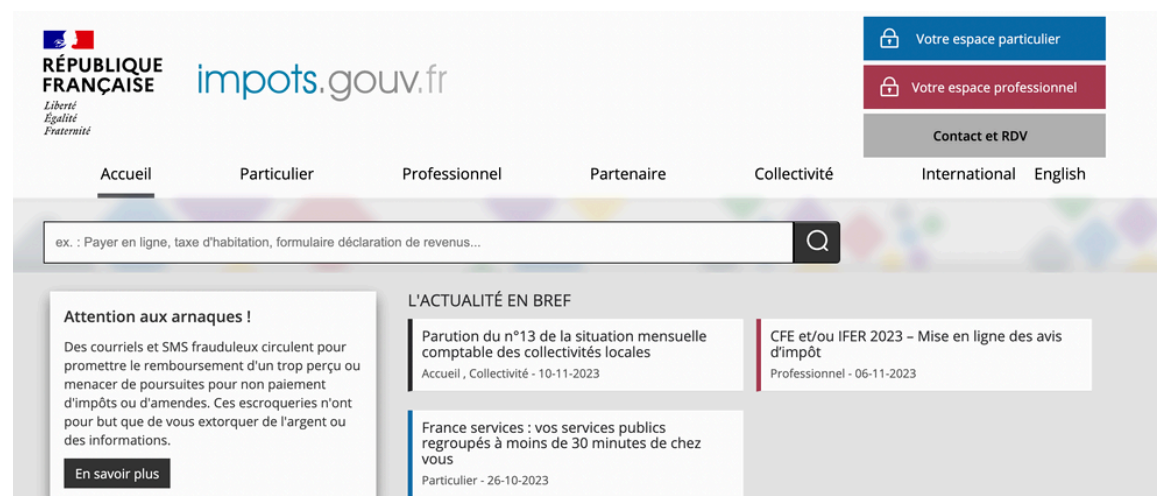 RÉPUBLIQUE
FRANÇAISE
Liberté
Égalité
Fraternité
impots.gouv.fr
Votre espace particulier
Votre espace professionnel
Contact et RDV
Accueil
Particulier
Professionnel
Partenaire
Collectivité
International
English
ex. : Payer en ligne, taxe d'habitation, formulaire déclaration de revenus...
Attention aux arnaques !
Des courriels et SMS frauduleux circulent pour
promettre le remboursement d'un trop perçu ou
menacer de poursuites pour non paiement
d'impôts ou d'amendes. Ces escroqueries n'ont
pour but que de vous extorquer de l'argent ou
des informations.
En savoir plus
L'ACTUALITÉ EN BREF
Parution du n°13 de la situation mensuelle
comptable des collectivités locales
Accueil , Collectivité - 10-11-2023
CFE et/ou IFER 2023 – Mise en ligne des avis
d'impôt
Professionnel - 06-11-2023
France services : vos services publics
regroupés à moins de 30 minutes de chez
vous
Particulier - 26-10-2023